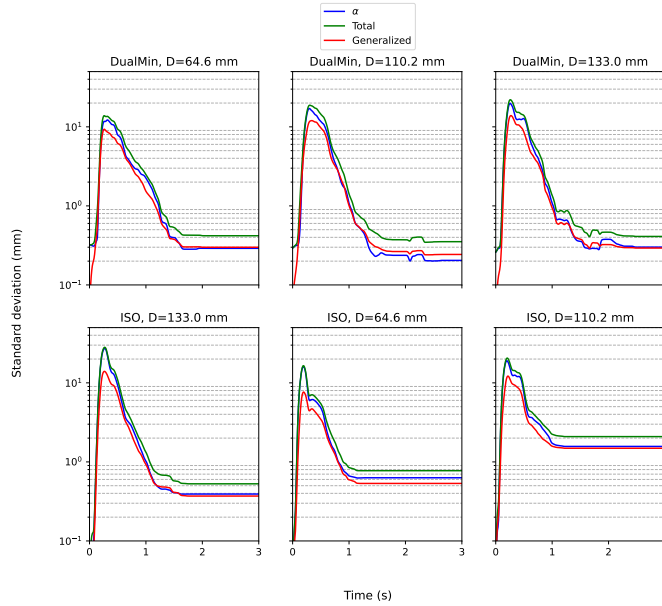 α
Total
Generalized
DualMin, D=64.6 mm
DualMin, D=110.2 mm
DualMin, D=133.0 mm
10¹
10⁰
10⁻¹
Standard deviation (mm)
ISO, D=133.0 mm
ISO, D=64.6 mm
ISO, D=110.2 mm
10¹
10⁰
10⁻¹
0 1 2 3
0 1 2 3
0 1 2
Time (s)